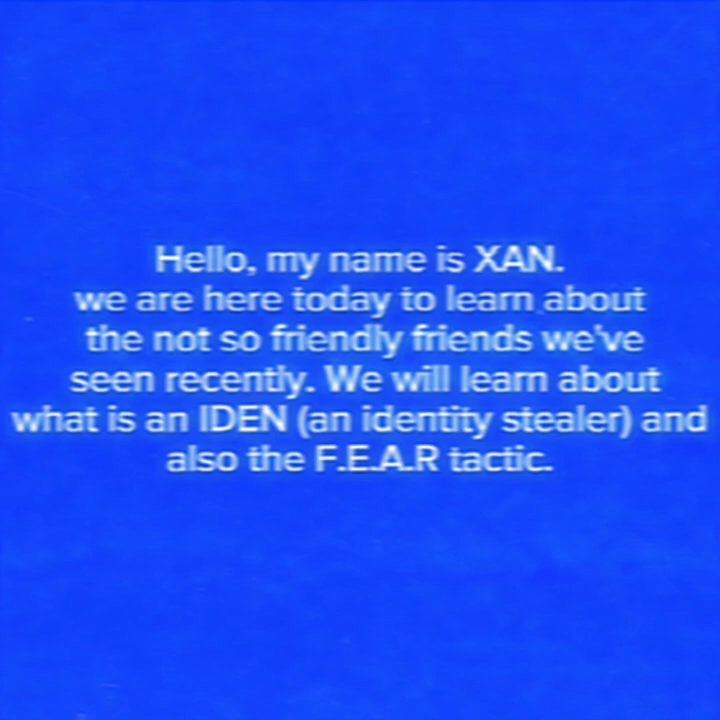 Hello, my name is XAN.
we are here today to learn about
the not so friendly friends we've
seen recently. We will learn about
what is an IDEN (an identity stealer) and
also the F.E.A.R tactic.